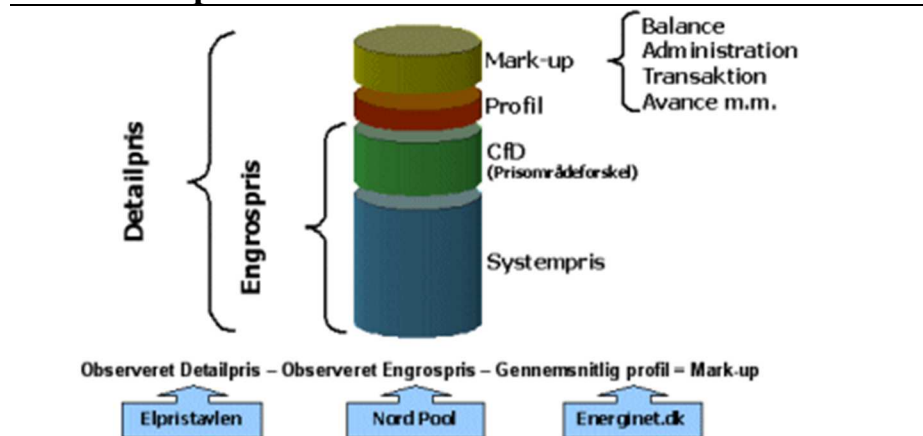 Detailpris
Engrospris
Mark-up
Balance
Administration
Transaktion
Avance m.m.
Profil
CfD
(Prisområdeforskel)
Systempris
Observeret Detailpris – Observeret Engrospris – Gennemsnitlig profil = Mark-up
Elpristavlen
Nord Pool
Energinet.dk